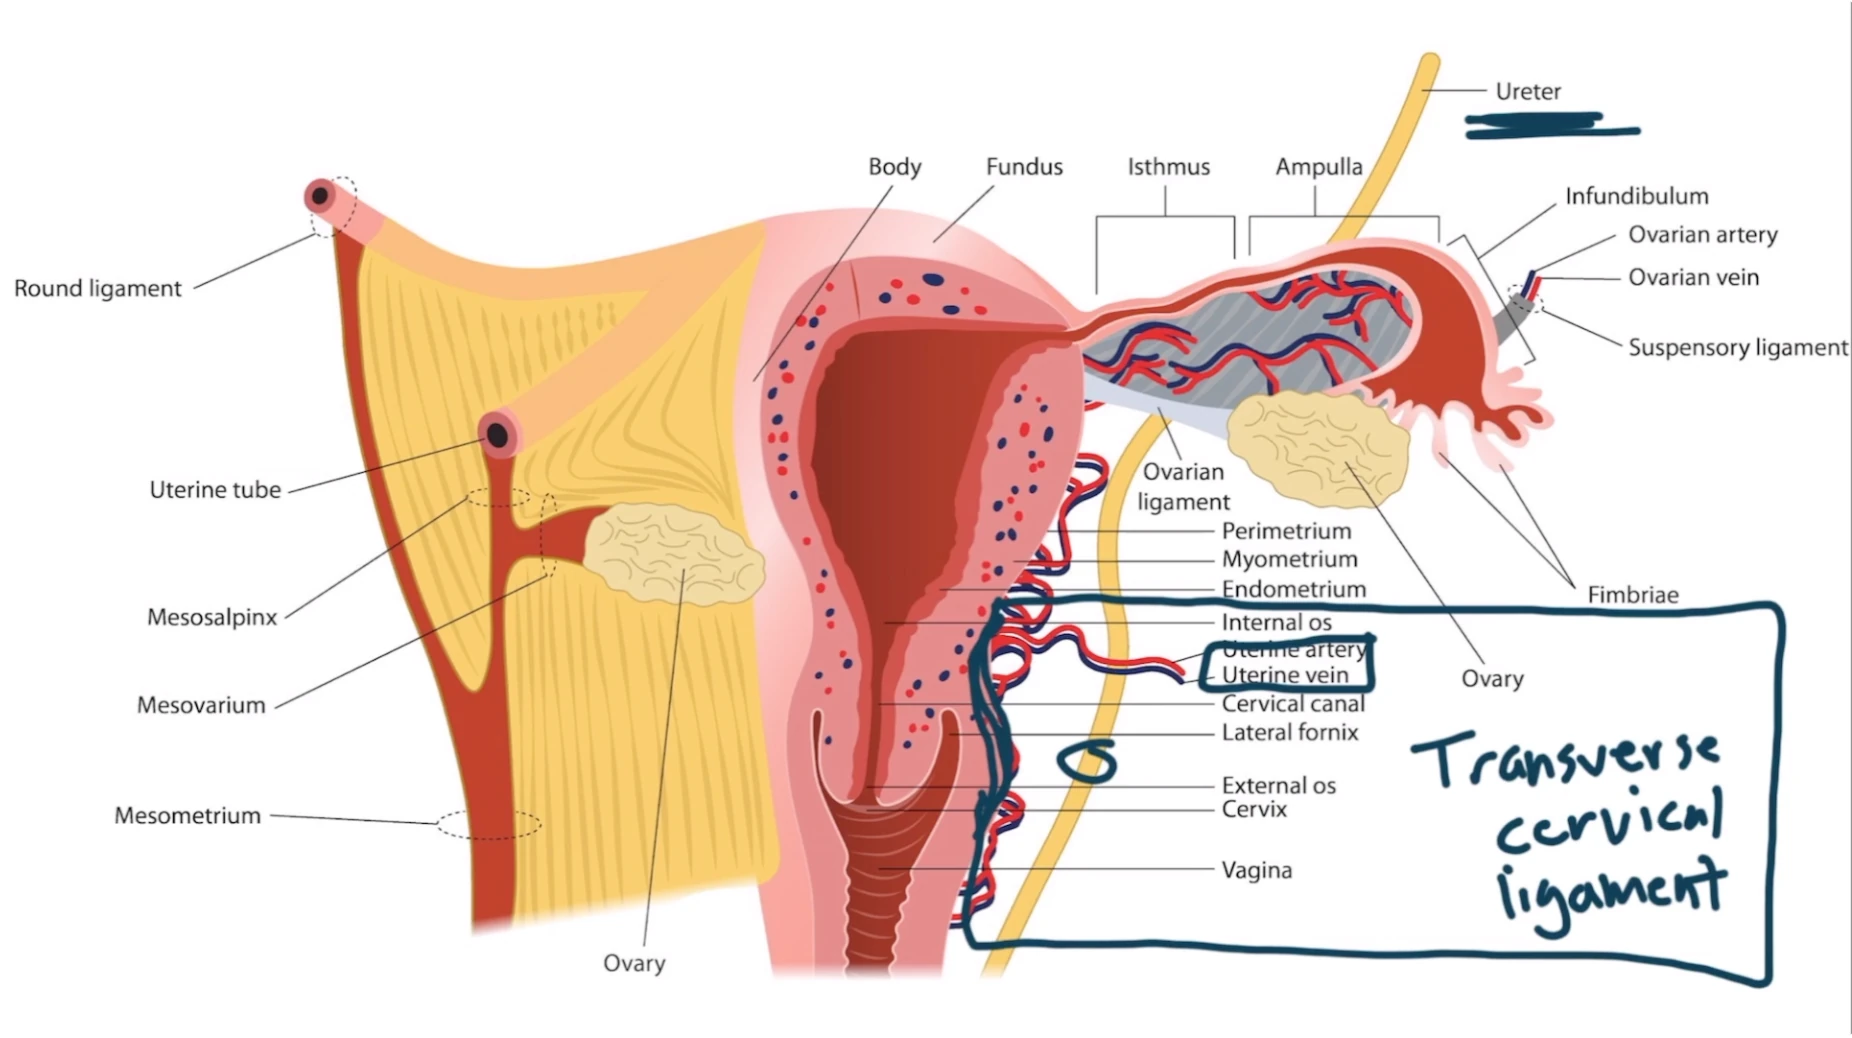 Ureter
Body
Fundus
Isthmus
Ampulla
Infundibulum
Ovarian artery
Ovarian vein
Suspensory ligament
Round ligament
Uterine tube
Mesosalpinx
Mesovarium
Mesometrium
Ovary
Ovarian
ligament
Perimetrium
Myometrium
Endometrium
Internal os
Uterine artery
Uterine vein
Cervical canal
Lateral fornix
External os
Cervix
Vagina
Fimbriae
Ovary
Transverse
cervical
ligament